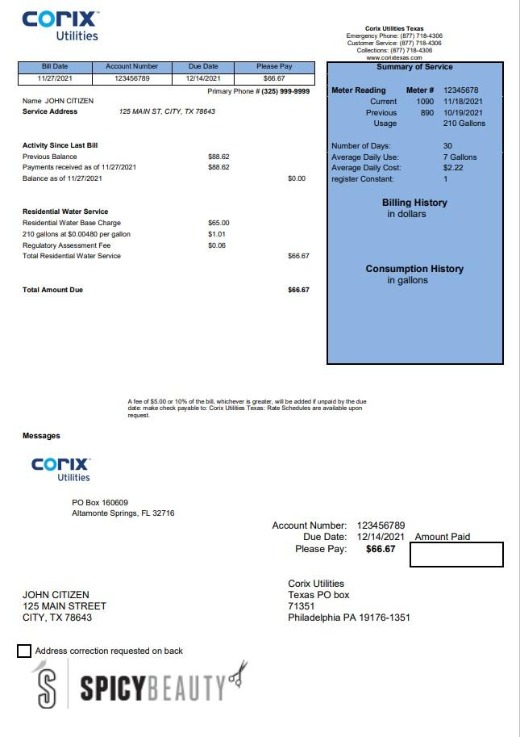 CORIX
Utilities
Corix Utilities Texas
Emergency Phone: (877) 718-4306
Customer Service: (877) 718-4306
Collections: (877) 718-4306
www.corixtexas.com
Bill Date Account Number Due Date Please Pay
11/27/2021 123456789 12/14/2021 $66.67
Primary Phone # (325) 999-9999
Name JOHN CITIZEN
Service Address 125 MAIN ST, CITY, TX 78643
Activity Since Last Bill
Previous Balance $88.62
Payments received as of 11/27/2021 $88.62
Balance as of 11/27/2021 $0.00
Residential Water Service
Residential Water Base Charge $65.00
210 gallons at $0.00480 per gallon $1.01
Regulatory Assessment Fee $0.06
Total Residential Water Service $66.67
Total Amount Due $66.67
Summary of Service
Meter Reading Meter # 12345678
Current 1090 11/18/2021
Previous 890 10/19/2021
Usage 210 Gallons
Number of Days: 30
Average Daily Use: 7 Gallons
Average Daily Cost: $2.22
register Constant: 1
Billing History
in dollars
Consumption History
in gallons
A fee of $5.00 or 10% of the bill, whichever is greater, will be added if unpaid by the due
date: make check payable to: Corix Utilities Texas: Rate Schedules are available upon
request.
Messages
CORIX
Utilities
PO Box 160609
Altamonte Springs, FL 32716
Account Number: 123456789
Due Date: 12/14/2021 Amount Paid
Please Pay: $66.67
JOHN CITIZEN
125 MAIN STREET
CITY, TX 78643
Corix Utilities
Texas PO box
71351
Philadelphia PA 19176-1351
Address correction requested on back
S SPICYBEAUTY